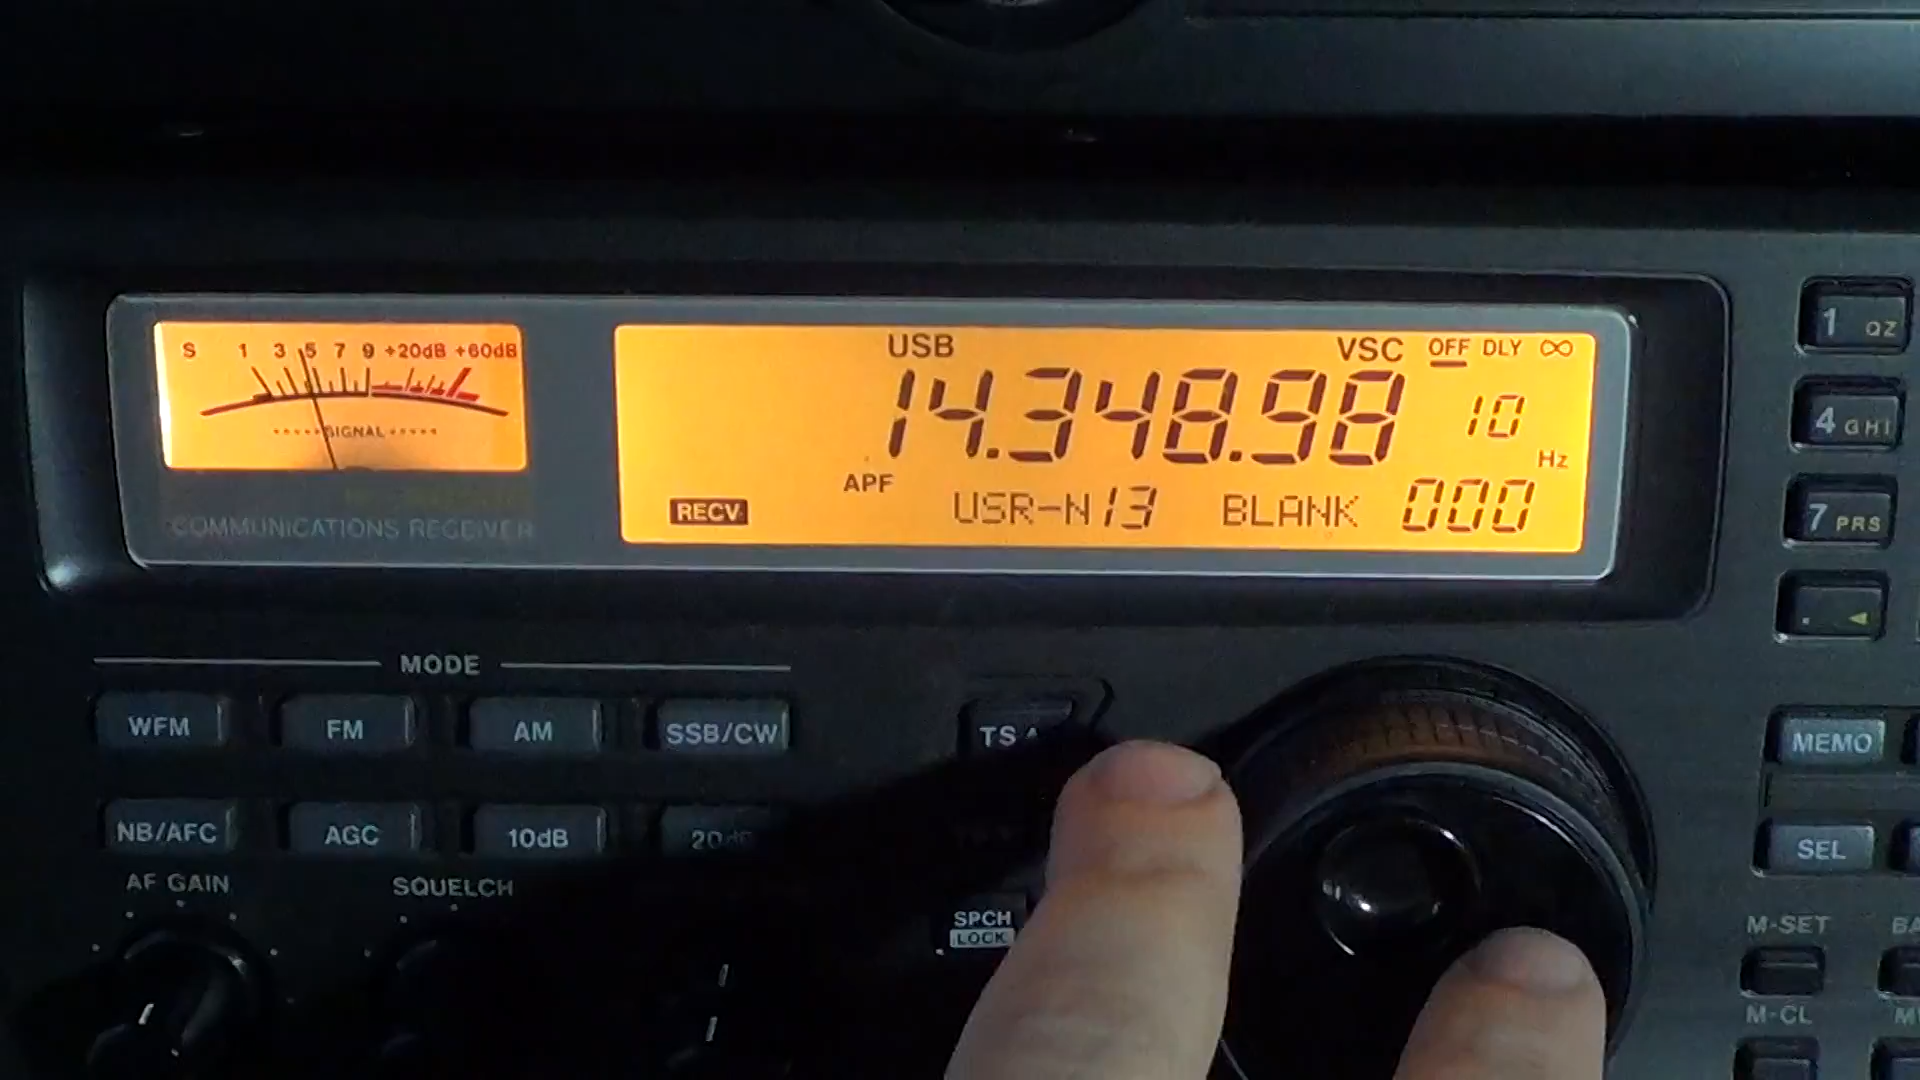 S 1 3 5 7 9 +20dB +60dB
SIGNAL
COMMUNICATIONS RECEIVER
USB VSC OFF DLY ∞
14.348.98 10
Hz
APF
RECV USR-N13 BLANK 000
1 QZ
4 GHI
7 PRS
. ◄
MODE
WFM FM AM SSB/CW
TS
NB/AFC AGC 10dB 20dB
AF GAIN SQUELCH
SPCH
LOCK
MEMO
SEL
M-SET
M-CL